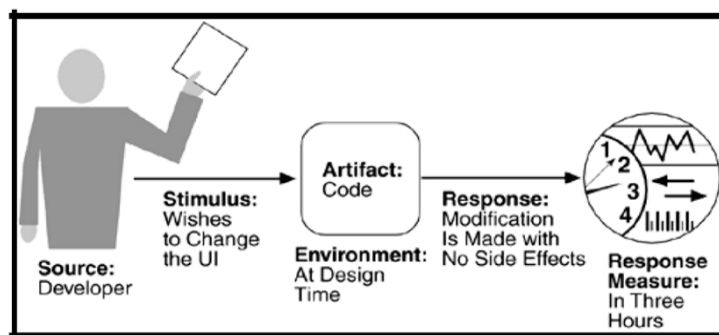 Source:
Developer
Stimulus:
Wishes
to Change
the UI
Artifact:
Code
Environment:
At Design
Time
Response:
Modification
Is Made with
No Side Effects
1
2
3
4
Response
Measure:
In Three
Hours